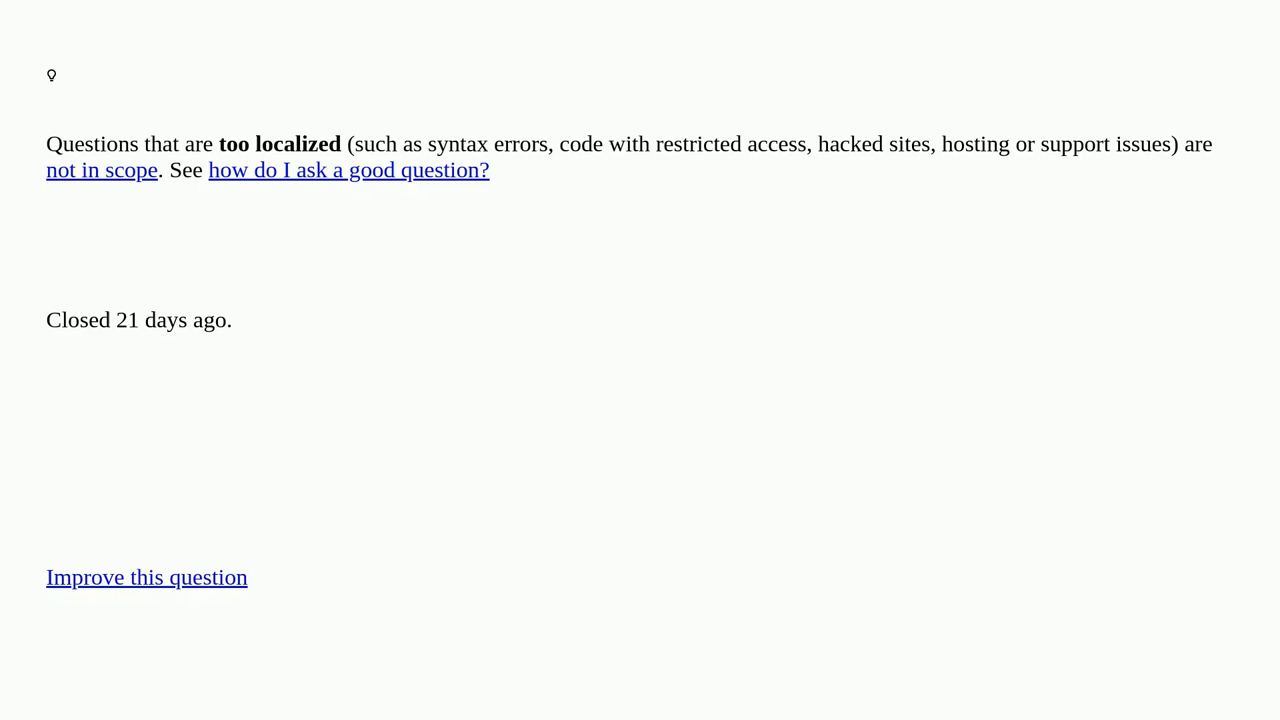 Questions that are too localized (such as syntax errors, code with restricted access, hacked sites, hosting or support issues) are
not in scope. See how do I ask a good question?
Closed 21 days ago.
Improve this question